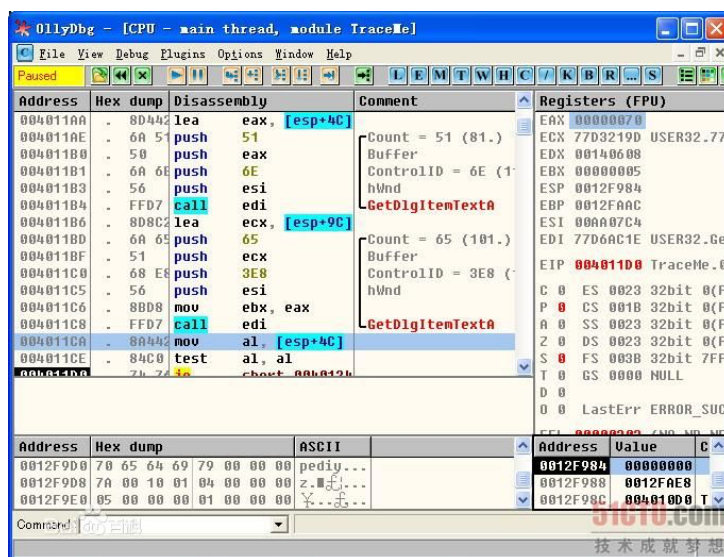 OllyDbg - [CPU - main thread, module TraceMe]
File View Debug Plugins Options Window Help
Paused L E M T W H C / K B R ... S
Address Hex dump Disassembly Comment
004011AA . 8D442 lea eax, [esp+4C]
004011AE . 6A 51 push 51 Count = 51 (81.)
004011B0 . 50 push eax Buffer
004011B1 . 6A 6E push 6E ControlID = 6E (1
004011B3 . 56 push esi hWnd
004011B4 . FFD7 call edi GetDlgItemTextA
004011B6 . 8D8C2 lea ecx, [esp+9C]
004011BD . 6A 65 push 65 Count = 65 (101.)
004011BF . 51 push ecx Buffer
004011C0 . 68 E8 push 3E8 ControlID = 3E8 (
004011C5 . 56 push esi hWnd
004011C6 . 8BD8 mov ebx, eax
004011C8 . FFD7 call edi GetDlgItemTextA
004011CA . 8A442 mov al, [esp+4C]
004011CE . 84C0 test al, al
004011D0 . 74 je short
Registers (FPU)
EAX 00000070
ECX 77D3219D USER32.77
EDX 00140608
EBX 00000005
ESP 0012F984
EBP 0012FAAC
ESI 00AA07C4
EDI 77D6AC1E USER32.Ge
EIP 004011D0 TraceMe.0
C 0 ES 0023 32bit 0(F
P 0 CS 001B 32bit 0(F
A 0 SS 0023 32bit 0(F
Z 0 DS 0023 32bit 0(F
S 0 FS 003B 32bit 7FF
T 0 GS 0000 NULL
D 0
O 0 LastErr ERROR_SUC
Address Hex dump ASCII
0012F9D0 70 65 64 69 79 00 00 00 pediy...
0012F9D8 7A 00 10 01 04 00 00 00
0012F9E0 05 00 00 00 01 00 00 00
Address Value C
0012F984 00000000
0012F988 0012FAE8
0012F98C 004010D0 T
Command
百科
51CTO.com
技术成就梦想